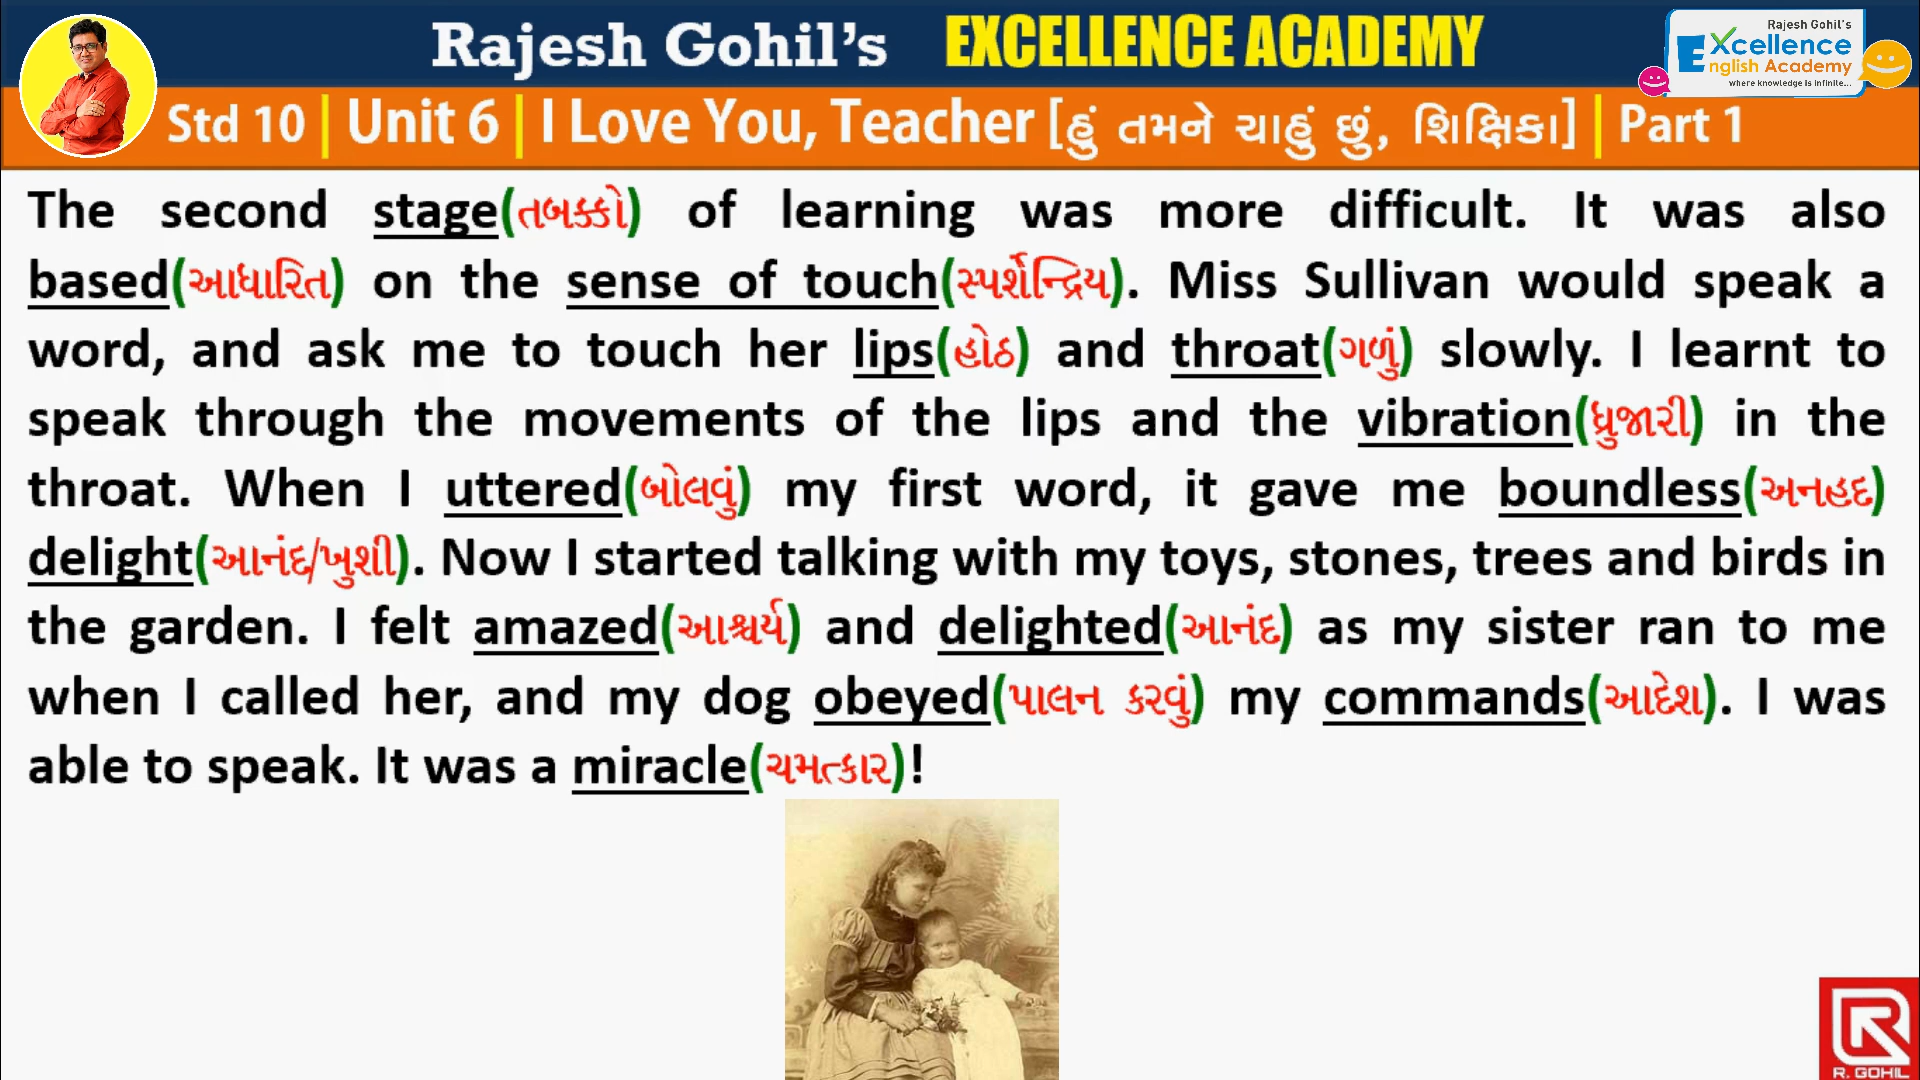 Rajesh Gohil's EXCELLENCE ACADEMY
Rajesh Gohil's
Excellence
English Academy
where knowledge is infinite...
Std 10 | Unit 6 | I Love You, Teacher [હું તમને ચાહું છું, શિક્ષિકા] | Part 1
The second stage(તબક્કો) of learning was more difficult. It was also
based(આધારિત) on the sense of touch(સ્પર્શેન્દ્રિય). Miss Sullivan would speak a
word, and ask me to touch her lips(હોઠ) and throat(ગળું) slowly. I learnt to
speak through the movements of the lips and the vibration(ધ્રુજારી) in the
throat. When I uttered(બોલવું) my first word, it gave me boundless(અનહદ)
delight(આનંદ/ખુશી). Now I started talking with my toys, stones, trees and birds in
the garden. I felt amazed(આશ્ચર્ય) and delighted(આનંદ) as my sister ran to me
when I called her, and my dog obeyed(પાલન કરવું) my commands(આદેશ). I was
able to speak. It was a miracle(ચમત્કાર)!
R. GOHIL